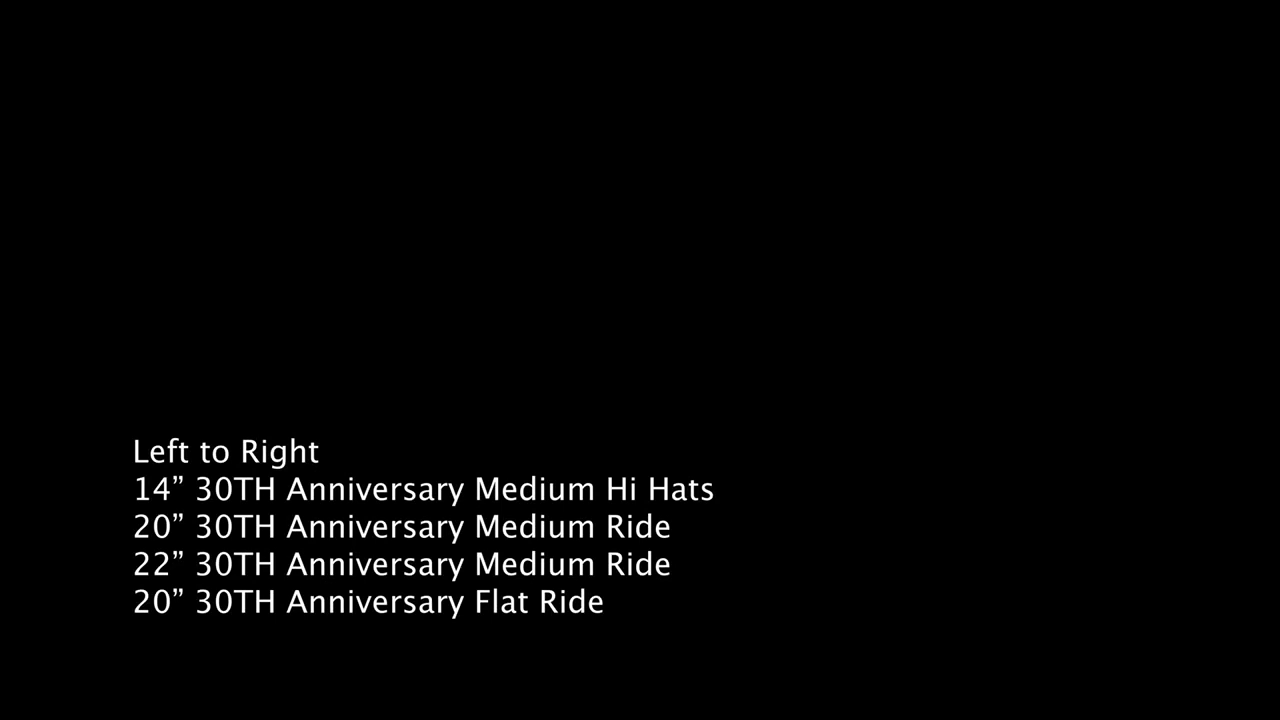 Left to Right
14” 30TH Anniversary Medium Hi Hats
20” 30TH Anniversary Medium Ride
22” 30TH Anniversary Medium Ride
20” 30TH Anniversary Flat Ride